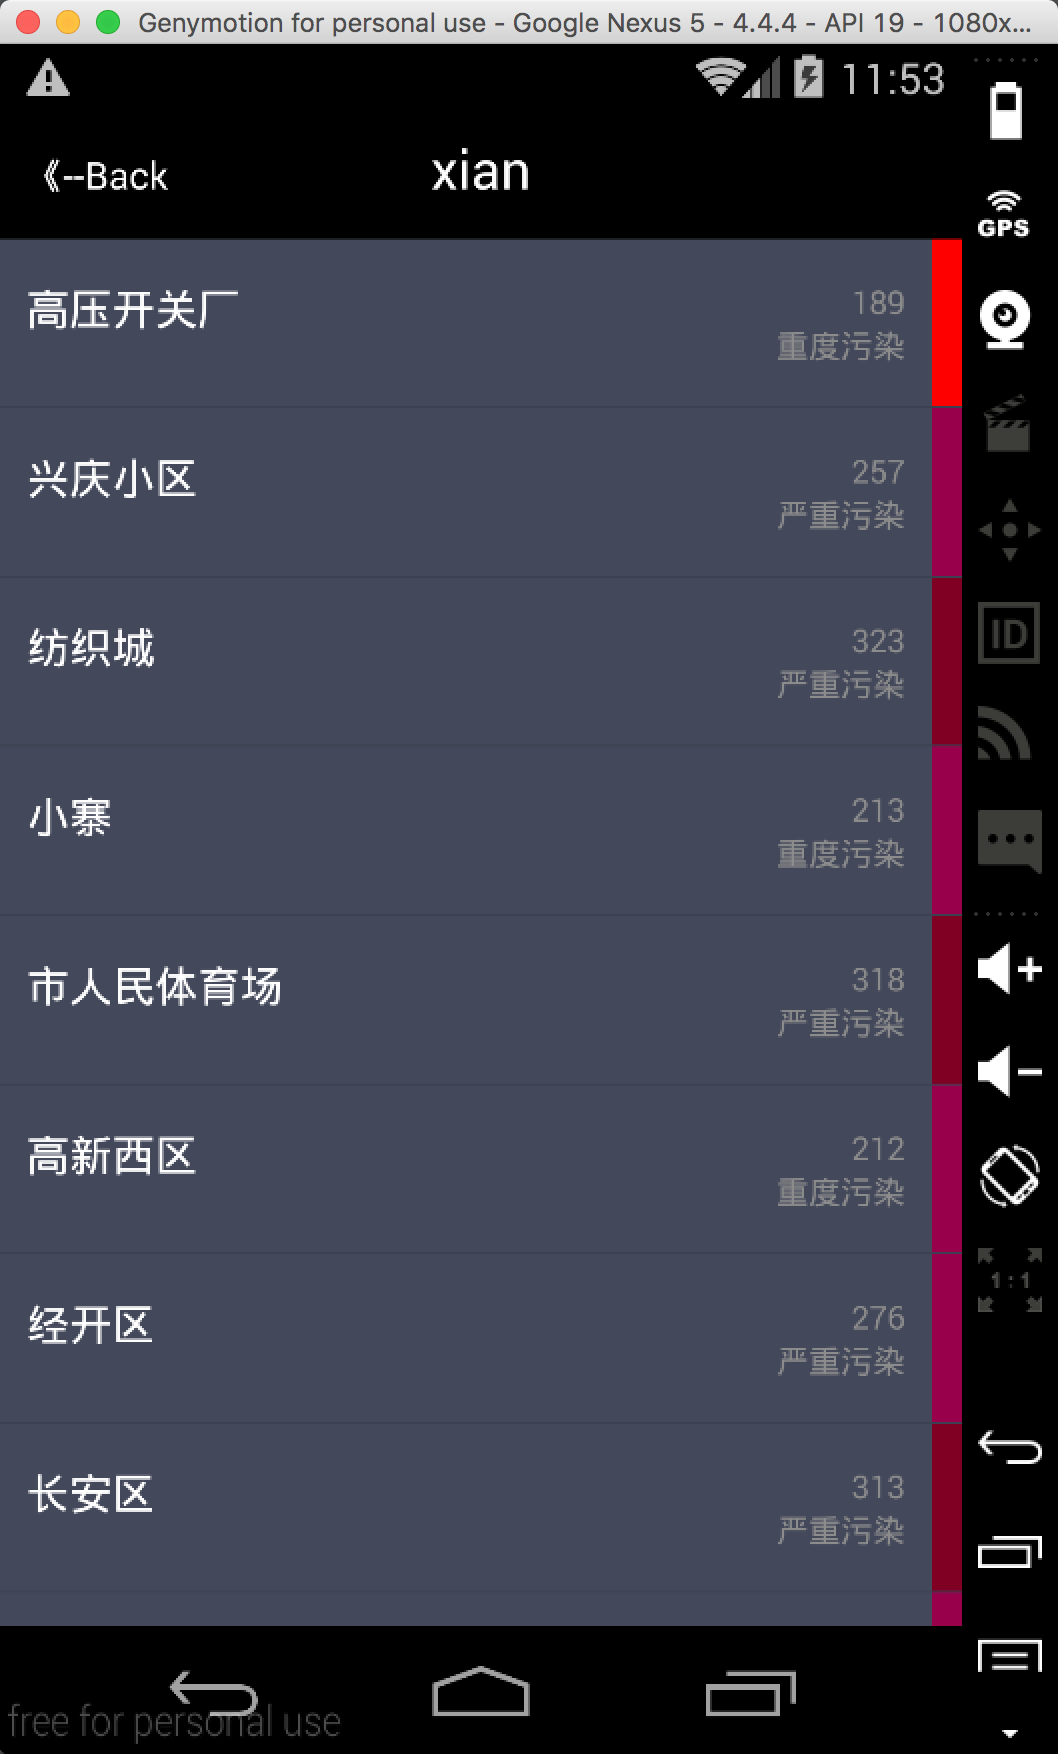 Genymotion for personal use - Google Nexus 5 - 4.4.4 - API 19 - 1080x...
11:53
《--Back
xian
GPS
高压开关厂
189
重度污染
兴庆小区
257
严重污染
纺织城
323
严重污染
ID
小寨
213
重度污染
市人民体育场
318
严重污染
高新西区
212
重度污染
1:1
经开区
276
严重污染
长安区
313
严重污染
free for personal use